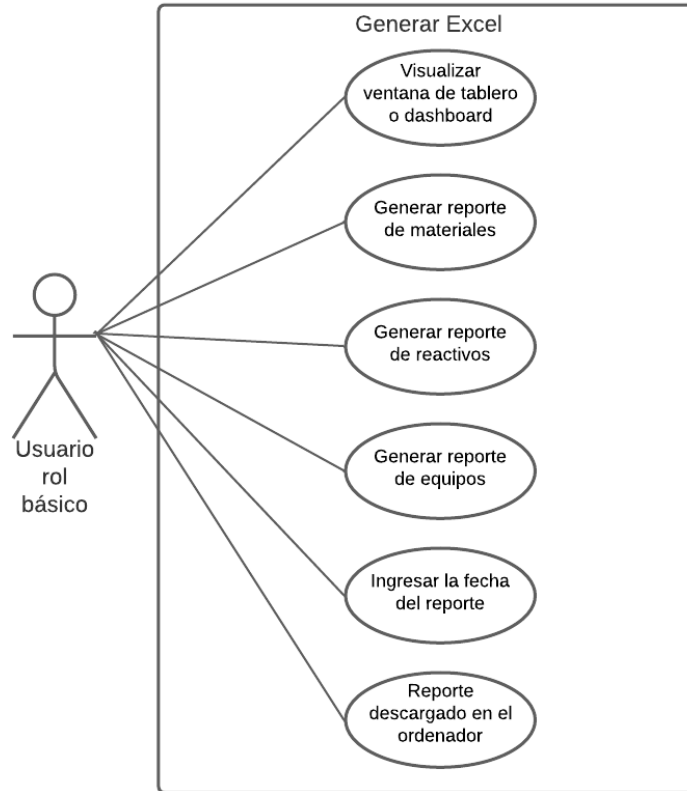 Generar Excel
Visualizar
ventana de tablero
o dashboard
Generar reporte
de materiales
Generar reporte
de reactivos
Generar reporte
de equipos
Ingresar la fecha
del reporte
Reporte
descargado en el
ordenador
Usuario
rol
básico